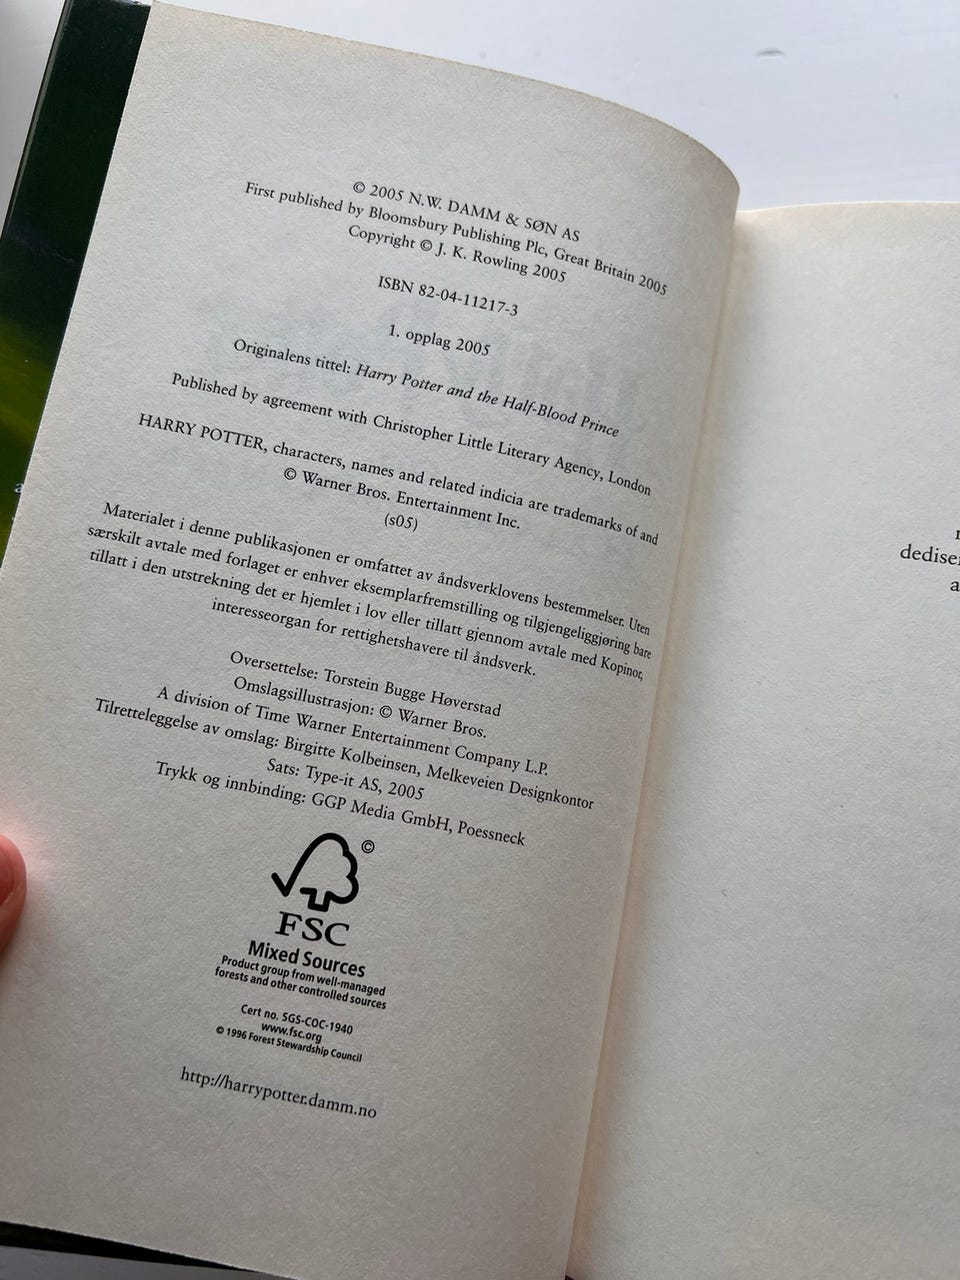 © 2005 N.W. DAMM & SØN AS
First published by Bloomsbury Publishing Plc, Great Britain 2005
Copyright © J. K. Rowling 2005
ISBN 82-04-11217-3
1. opplag 2005
Originalens tittel: Harry Potter and the Half-Blood Prince
Published by agreement with Christopher Little Literary Agency, London
HARRY POTTER, characters, names and related indicia are trademarks of and
© Warner Bros. Entertainment Inc.
(s05)
Materialet i denne publikasjonen er omfattet av åndsverklovens bestemmelser. Uten
særskilt avtale med forlaget er enhver eksemplarfremstilling og tilgjengeliggjøring bare
tillatt i den utstrekning det er hjemlet i lov eller tillatt gjennom avtale med Kopinor,
interesseorgan for rettighetshavere til åndsverk.
Oversettelse: Torstein Bugge Høverstad
Omslagsillustrasjon: © Warner Bros.
A division of Time Warner Entertainment Company L.P.
Tilretteleggelse av omslag: Birgitte Kolbeinsen, Melkeveien Designkontor
Sats: Type-it AS, 2005
Trykk og innbinding: GGP Media GmbH, Poessneck
©
FSC
Mixed Sources
Product group from well-managed
forests and other controlled sources
Cert no. SGS-COC-1940
www.fsc.org
© 1996 Forest Stewardship Council
http://harrypotter.damm.no